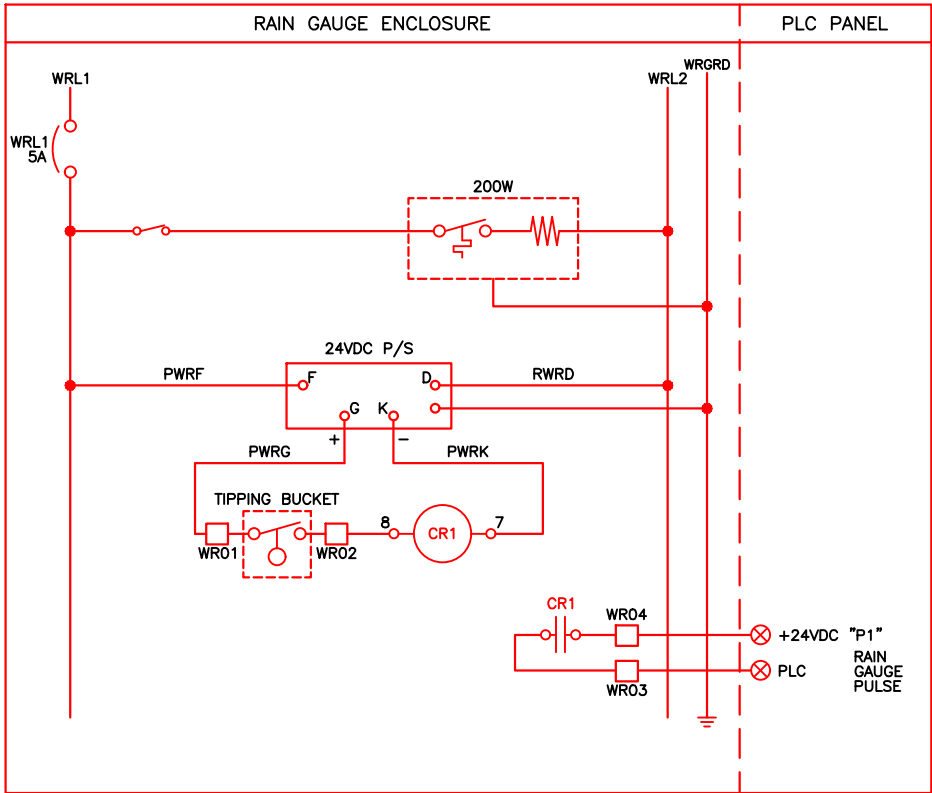 RAIN GAUGE ENCLOSURE
PLC PANEL
WRL1
WRL2
WRGRD
WRL1
5A
200W
24VDC P/S
PWRF
F
D
RWRD
G
K
+
−
PWRG
PWRK
TIPPING BUCKET
8
CR1
7
WR01
WR02
CR1
WR04
+24VDC "P1"
PLC
RAIN
GAUGE
PULSE
WR03